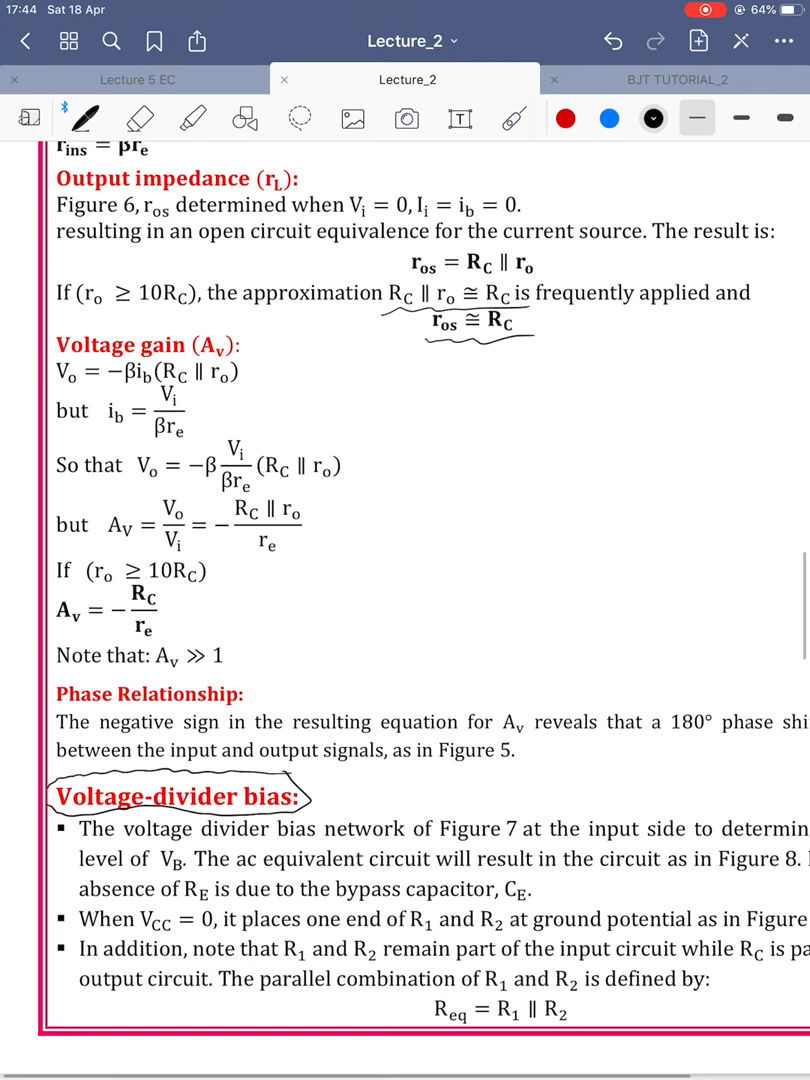 17:44 Sat 18 Apr 64%
Lecture_2
Lecture 5 EC Lecture_2 BJT TUTORIAL_2
r_ins = βr_e
Output impedance (r_L):
Figure 6, r_os determined when V_i = 0, I_i = i_b = 0.
resulting in an open circuit equivalence for the current source. The result is:
r_os = R_C ∥ r_o
If (r_o ≥ 10R_C), the approximation R_C ∥ r_o ≅ R_C is frequently applied and
r_os ≅ R_C
Voltage gain (A_v):
V_o = −βi_b(R_C ∥ r_o)
but i_b = V_i / βr_e
So that V_o = −β V_i / βr_e (R_C ∥ r_o)
but A_V = V_o / V_i = − R_C ∥ r_o / r_e
If (r_o ≥ 10R_C)
A_v = − R_C / r_e
Note that: A_v ≫ 1
Phase Relationship:
The negative sign in the resulting equation for A_v reveals that a 180° phase shi
between the input and output signals, as in Figure 5.
Voltage-divider bias:
▪ The voltage divider bias network of Figure 7 at the input side to determin
level of V_B. The ac equivalent circuit will result in the circuit as in Figure 8.
absence of R_E is due to the bypass capacitor, C_E.
▪ When V_CC = 0, it places one end of R_1 and R_2 at ground potential as in Figure
▪ In addition, note that R_1 and R_2 remain part of the input circuit while R_C is pa
output circuit. The parallel combination of R_1 and R_2 is defined by:
R_eq = R_1 ∥ R_2